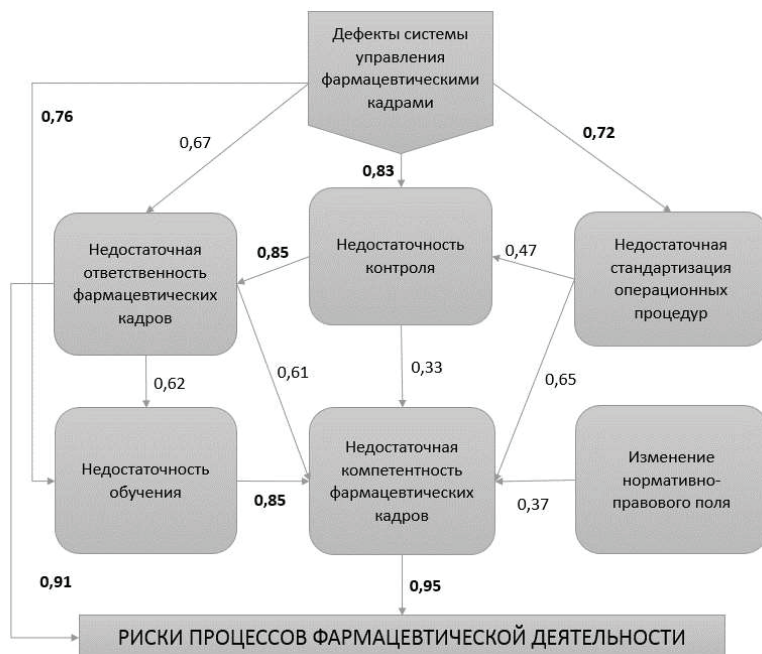 Дефекты системы
управления
фармацевтическими
кадрами
0,76
0,67
0,83
0,72
Недостаточная
ответственность
фармацевтических
кадров
0,85
Недостаточность
контроля
0,47
Недостаточная
стандартизация
операционных
процедур
0,62
0,61
0,33
0,65
Недостаточность
обучения
0,85
Недостаточная
компетентность
фармацевтических
кадров
0,37
Изменение
нормативно-
правового поля
0,91
0,95
РИСКИ ПРОЦЕССОВ ФАРМАЦЕВТИЧЕСКОЙ ДЕЯТЕЛЬНОСТИ